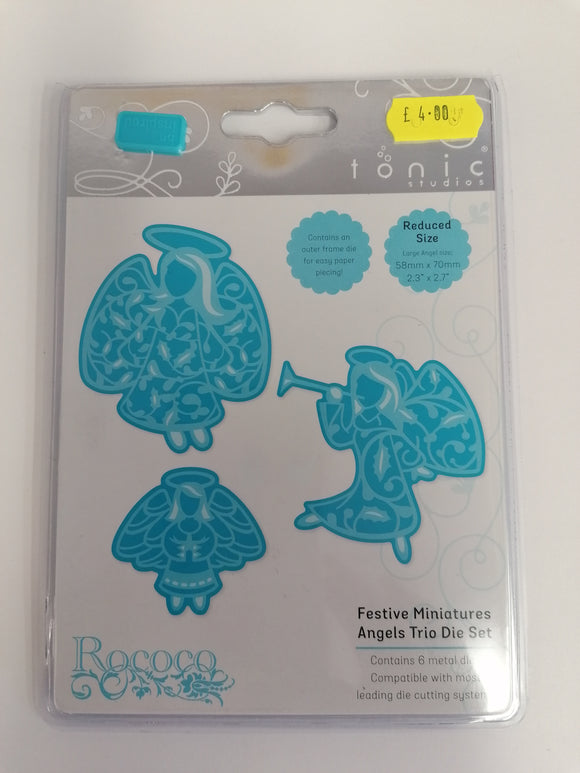 £ 4.00
tonic®
studios
Contains an
outer frame die
for easy paper
piecing!
Reduced
Size
Large Angel size:
58mm x 70mm
2.3" x 2.7"
Festive Miniatures
Angels Trio Die Set
Contains 6 metal
Compatible with
leading die cutting
Rococo